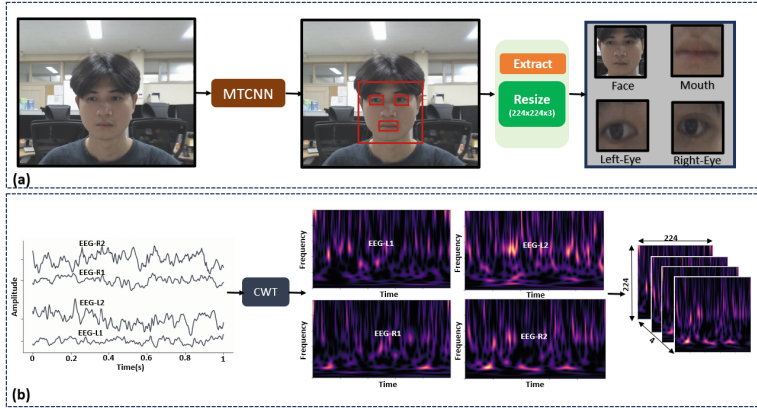 MTCNN
Extract
Resize
(224x224x3)
Face
Mouth
Left-Eye
Right-Eye
(a)
EEG-R2
EEG-R1
EEG-L2
EEG-L1
Amplitude
0
0.2
0.4
0.6
0.8
1
Time(s)
CWT
Frequency
EEG-L1
Time
Frequency
EEG-L2
Time
Frequency
EEG-R1
Time
Frequency
EEG-R2
Time
224
224
4
(b)